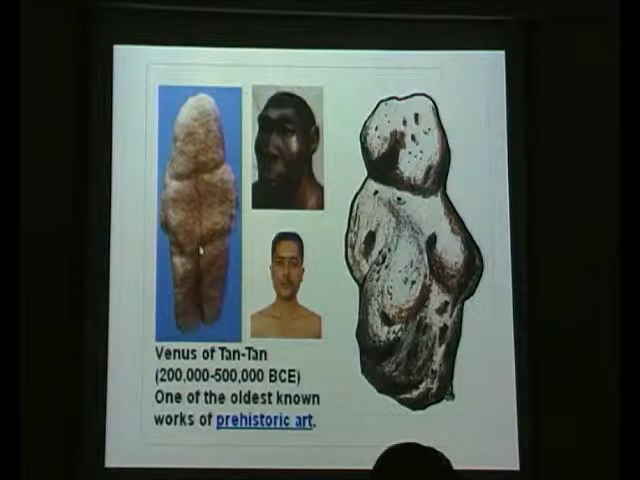 Venus of Tan-Tan
(200,000-500,000 BCE)
One of the oldest known
works of prehistoric art.